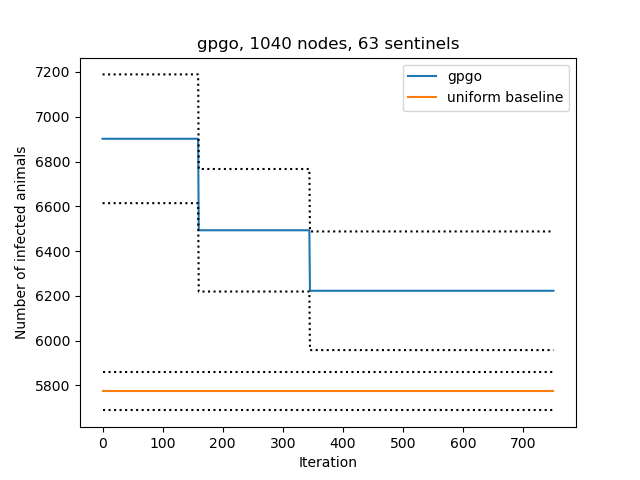 gpgo, 1040 nodes, 63 sentinels
gpgo
uniform baseline
Number of infected animals
7200
7000
6800
6600
6400
6200
6000
5800
0 100 200 300 400 500 600 700
Iteration